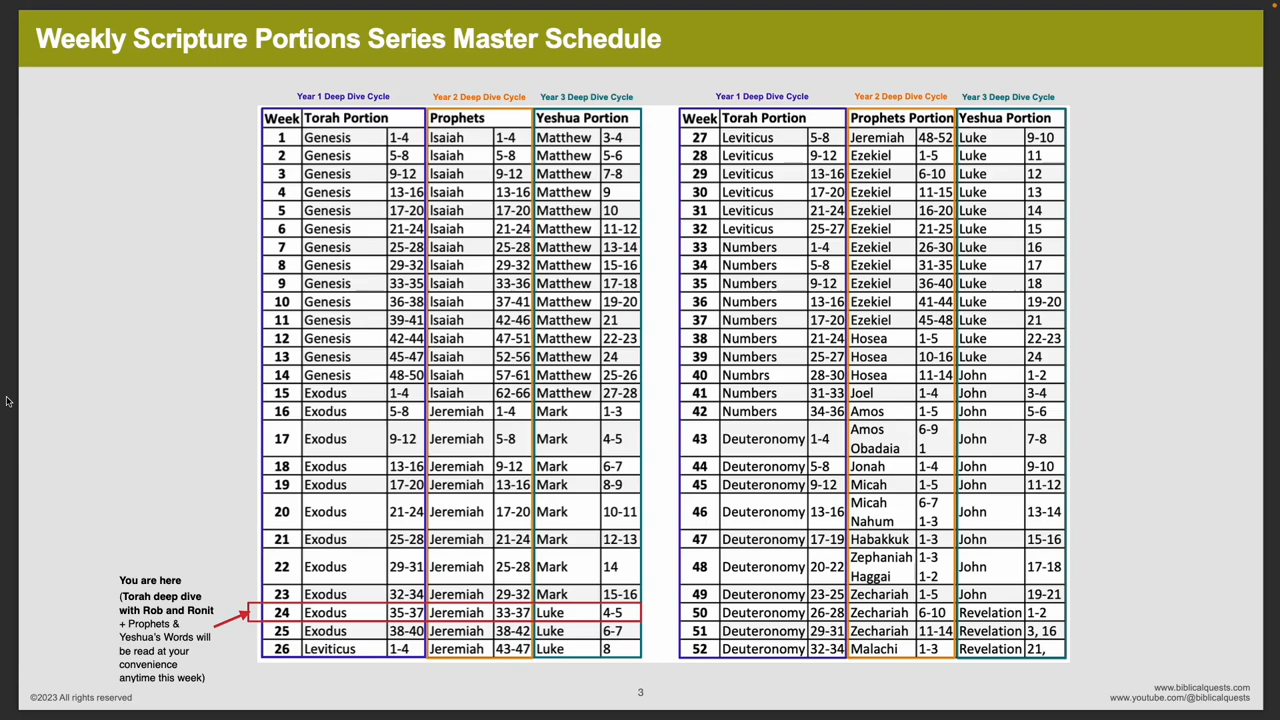 Weekly Scripture Portions Series Master Schedule
Year 1 Deep Dive Cycle Year 2 Deep Dive Cycle Year 3 Deep Dive Cycle
Week Torah Portion Prophets Yeshua Portion
1 Genesis 1-4 Isaiah 1-4 Matthew 3-4
2 Genesis 5-8 Isaiah 5-8 Matthew 5-6
3 Genesis 9-12 Isaiah 9-12 Matthew 7-8
4 Genesis 13-16 Isaiah 13-16 Matthew 9
5 Genesis 17-20 Isaiah 17-20 Matthew 10
6 Genesis 21-24 Isaiah 21-24 Matthew 11-12
7 Genesis 25-28 Isaiah 25-28 Matthew 13-14
8 Genesis 29-32 Isaiah 29-32 Matthew 15-16
9 Genesis 33-35 Isaiah 33-36 Matthew 17-18
10 Genesis 36-38 Isaiah 37-41 Matthew 19-20
11 Genesis 39-41 Isaiah 42-46 Matthew 21
12 Genesis 42-44 Isaiah 47-51 Matthew 22-23
13 Genesis 45-47 Isaiah 52-56 Matthew 24
14 Genesis 48-50 Isaiah 57-61 Matthew 25-26
15 Exodus 1-4 Isaiah 62-66 Matthew 27-28
16 Exodus 5-8 Jeremiah 1-4 Mark 1-3
17 Exodus 9-12 Jeremiah 5-8 Mark 4-5
18 Exodus 13-16 Jeremiah 9-12 Mark 6-7
19 Exodus 17-20 Jeremiah 13-16 Mark 8-9
20 Exodus 21-24 Jeremiah 17-20 Mark 10-11
21 Exodus 25-28 Jeremiah 21-24 Mark 12-13
22 Exodus 29-31 Jeremiah 25-28 Mark 14
23 Exodus 32-34 Jeremiah 29-32 Mark 15-16
24 Exodus 35-37 Jeremiah 33-37 Luke 4-5
25 Exodus 38-40 Jeremiah 38-42 Luke 6-7
26 Leviticus 1-4 Jeremiah 43-47 Luke 8
Year 1 Deep Dive Cycle Year 2 Deep Dive Cycle Year 3 Deep Dive Cycle
Week Torah Portion Prophets Portion Yeshua Portion
27 Leviticus 5-8 Jeremiah 48-52 Luke 9-10
28 Leviticus 9-12 Ezekiel 1-5 Luke 11
29 Leviticus 13-16 Ezekiel 6-10 Luke 12
30 Leviticus 17-20 Ezekiel 11-15 Luke 13
31 Leviticus 21-24 Ezekiel 16-20 Luke 14
32 Leviticus 25-27 Ezekiel 21-25 Luke 15
33 Numbers 1-4 Ezekiel 26-30 Luke 16
34 Numbers 5-8 Ezekiel 31-35 Luke 17
35 Numbers 9-12 Ezekiel 36-40 Luke 18
36 Numbers 13-16 Ezekiel 41-44 Luke 19-20
37 Numbers 17-20 Ezekiel 45-48 Luke 21
38 Numbers 21-24 Hosea 1-5 Luke 22-23
39 Numbers 25-27 Hosea 10-16 Luke 24
40 Numbrs 28-30 Hosea 11-14 John 1-2
41 Numbers 31-33 Joel 1-4 John 3-4
42 Numbers 34-36 Amos 1-5 John 5-6
43 Deuteronomy 1-4 Amos 6-9 John 7-8
Obadaia 1
44 Deuteronomy 5-8 Jonah 1-4 John 9-10
45 Deuteronomy 9-12 Micah 1-5 John 11-12
46 Deuteronomy 13-16 Micah 6-7 John 13-14
Nahum 1-3
47 Deuteronomy 17-19 Habakkuk 1-3 John 15-16
48 Deuteronomy 20-22 Zephaniah 1-3 John 17-18
Haggai 1-2
49 Deuteronomy 23-25 Zechariah 1-5 John 19-21
50 Deuteronomy 26-28 Zechariah 6-10 Revelation 1-2
51 Deuteronomy 29-31 Zechariah 11-14 Revelation 3, 16
52 Deuteronomy 32-34 Malachi 1-3 Revelation 21,
You are here
(Torah deep dive
with Rob and Ronit
+ Prophets &
Yeshua's Words will
be read at your
convenience
anytime this week)
©2023 All rights reserved
3
www.biblicalquests.com
www.youtube.com/@biblicalquests